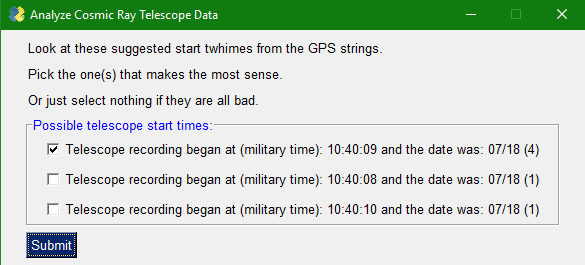 Analyze Cosmic Ray Telescope Data
Look at these suggested start twhimes from the GPS strings.
Pick the one(s) that makes the most sense.
Or just select nothing if they are all bad.
Possible telescope start times:
Telescope recording began at (military time): 10:40:09 and the date was: 07/18 (4)
Telescope recording began at (military time): 10:40:08 and the date was: 07/18 (1)
Telescope recording began at (military time): 10:40:10 and the date was: 07/18 (1)
Submit